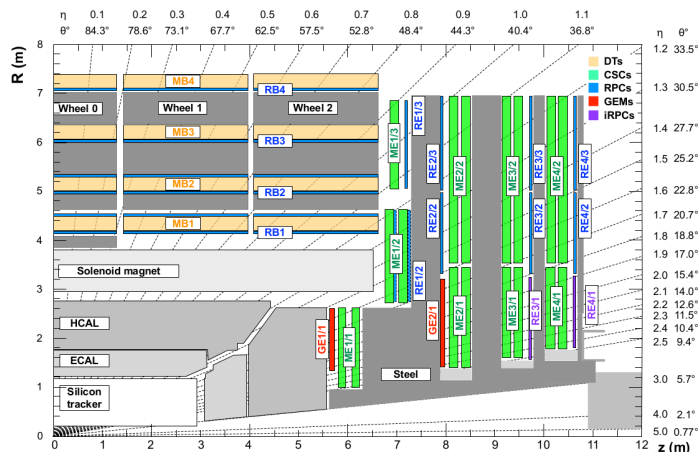 η 0.1 0.2 0.3 0.4 0.5 0.6 0.7 0.8 0.9 1.0 1.1 η θ°
θ° 84.3° 78.6° 73.1° 67.7° 62.5° 57.5° 52.8° 48.4° 44.3° 40.4° 36.8° 1.2 33.5°
R (m)
8
7
6
5
4
3
2
1
0
MB4
RB4
Wheel 0
Wheel 1
Wheel 2
MB3
RB3
MB2
RB2
MB1
RB1
Solenoid magnet
HCAL
ECAL
Silicon
tracker
Steel
GE1/1
ME1/1
ME1/2
ME1/3
RE1/3
RE1/2
RE2/3
RE2/2
GE2/1
ME2/2
ME2/1
ME3/2
ME3/1
RE3/3
RE3/2
RE3/1
ME4/2
ME4/1
RE4/3
RE4/2
RE4/1
DTs
CSCs
RPCs
GEMs
iRPCs
1.3 30.5°
1.4 27.7°
1.5 25.2°
1.6 22.8°
1.7 20.7°
1.8 18.8°
1.9 17.0°
2.0 15.4°
2.1 14.0°
2.2 12.6°
2.3 11.5°
2.4 10.4°
2.5 9.4°
3.0 5.7°
4.0 2.1°
5.0 0.77°
0 1 2 3 4 5 6 7 8 9 10 11 12
z (m)